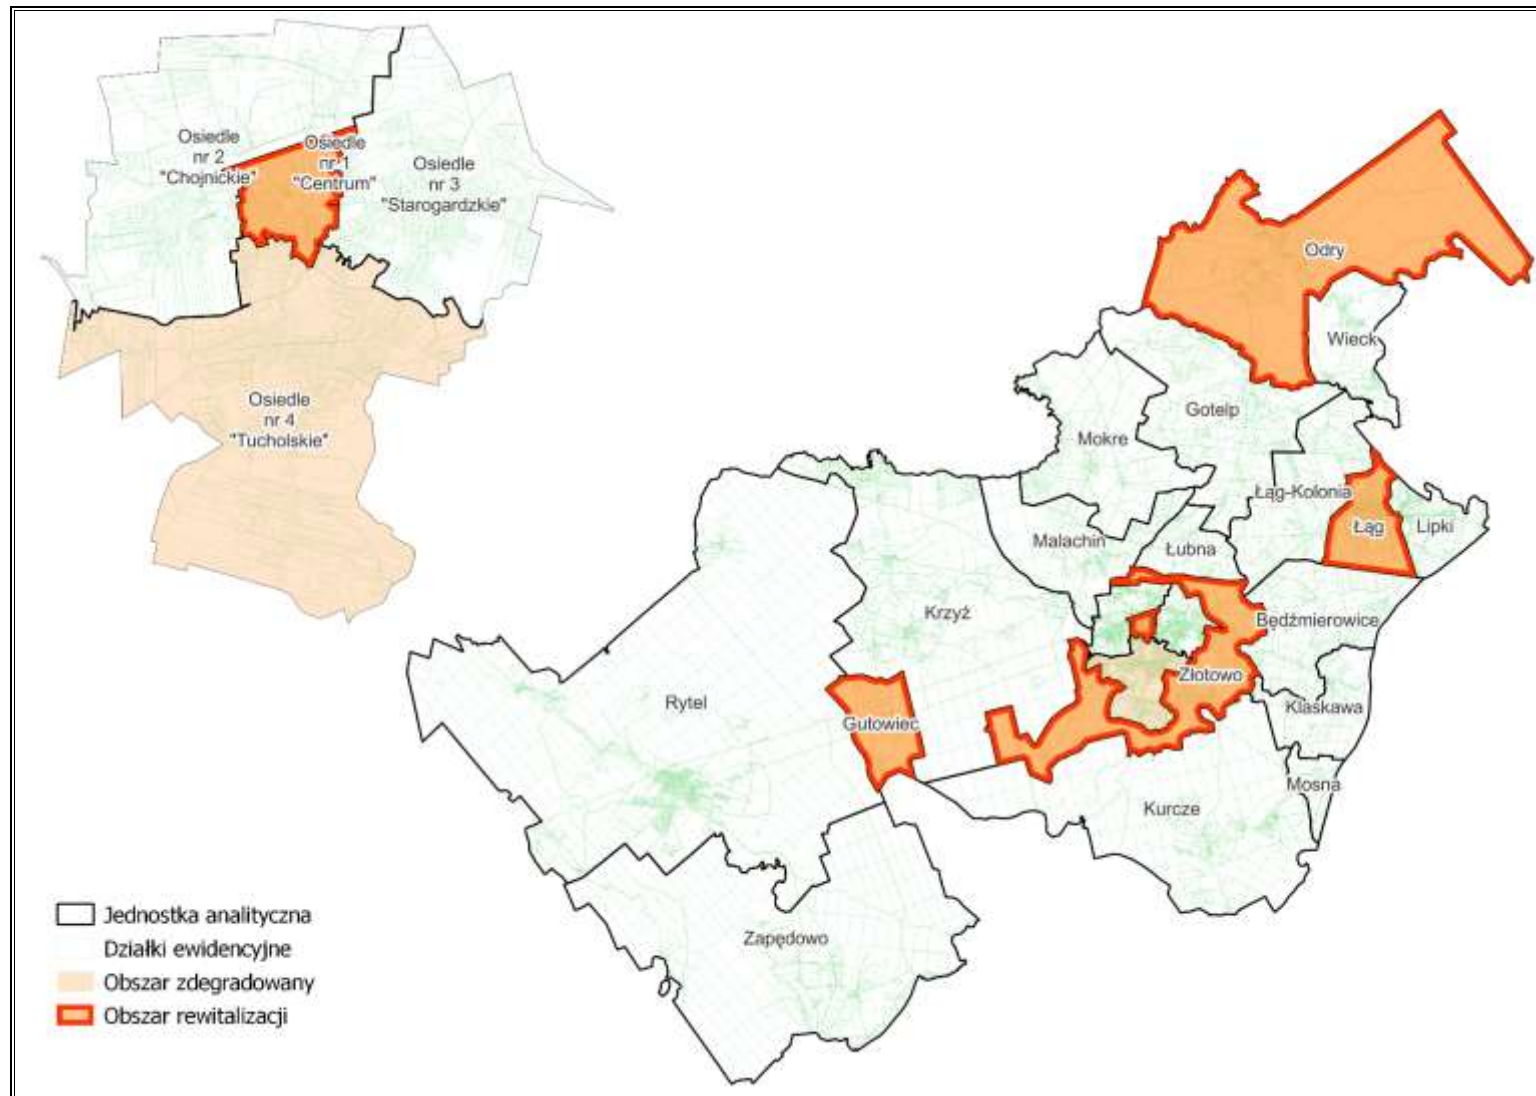 Osiedle
nr 2
"Chojnickie"
Osiedle
nr 1
"Centrum"
Osiedle
nr 3
"Starogardzkie"
Osiedle
nr 4
"Tucholskie"
Odry
Wieck
Gotelp
Mokre
Łąg-Kolonia
Łąg
Lipki
Malachin
Łubna
Krzyż
Będźmierowice
Złotowo
Rytel
Gutowiec
Klaskawa
Mosna
Kurcze
Zapędowo
Jednostka analityczna
Działki ewidencyjne
Obszar zdegradowany
Obszar rewitalizacji